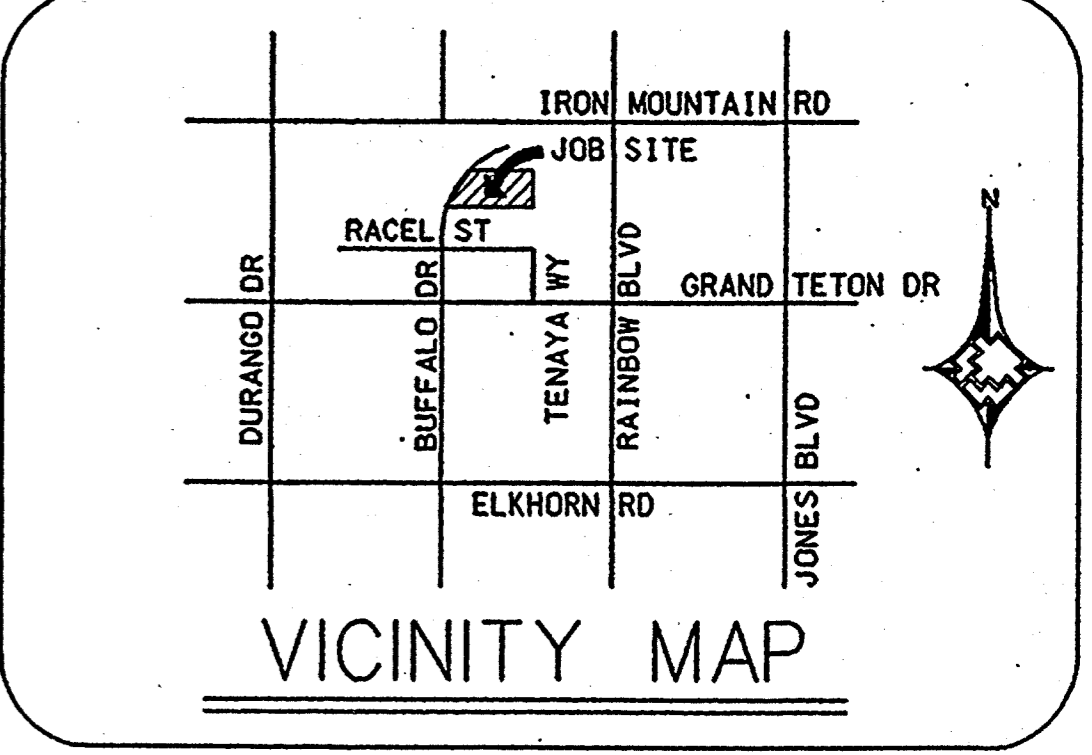 IRON MOUNTAIN RD
JOB SITE
N
RACEL ST
GRAND TETON DR
DURANGO DR
BUFFALO DR
TENAYA WY
RAINBOW BLVD
JONES BLVD
ELKHORN RD
VICINITY MAP